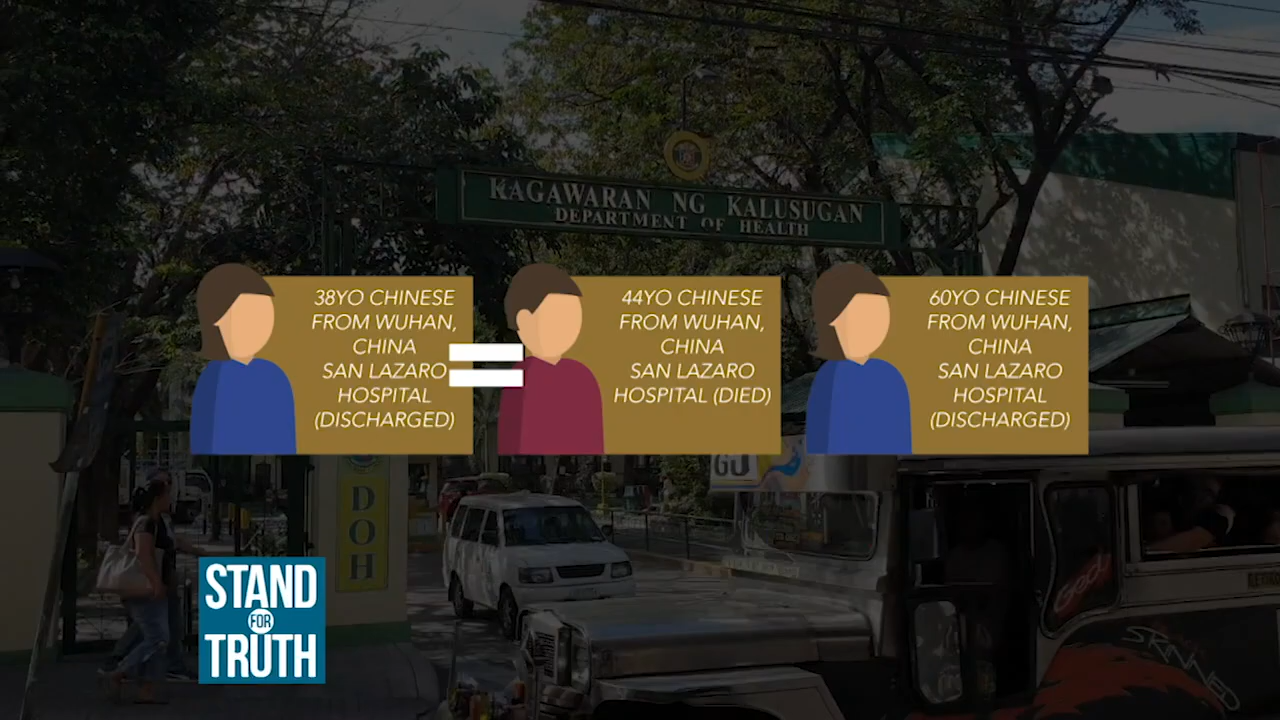 KAGAWARAN NG KALUSUGAN
DEPARTMENT OF HEALTH
38YO CHINESE
FROM WUHAN,
CHINA
SAN LAZARO
HOSPITAL
(DISCHARGED)
44YO CHINESE
FROM WUHAN,
CHINA
SAN LAZARO
HOSPITAL (DIED)
60YO CHINESE
FROM WUHAN,
CHINA
SAN LAZARO
HOSPITAL
(DISCHARGED)
DOH
STAND
FOR
TRUTH